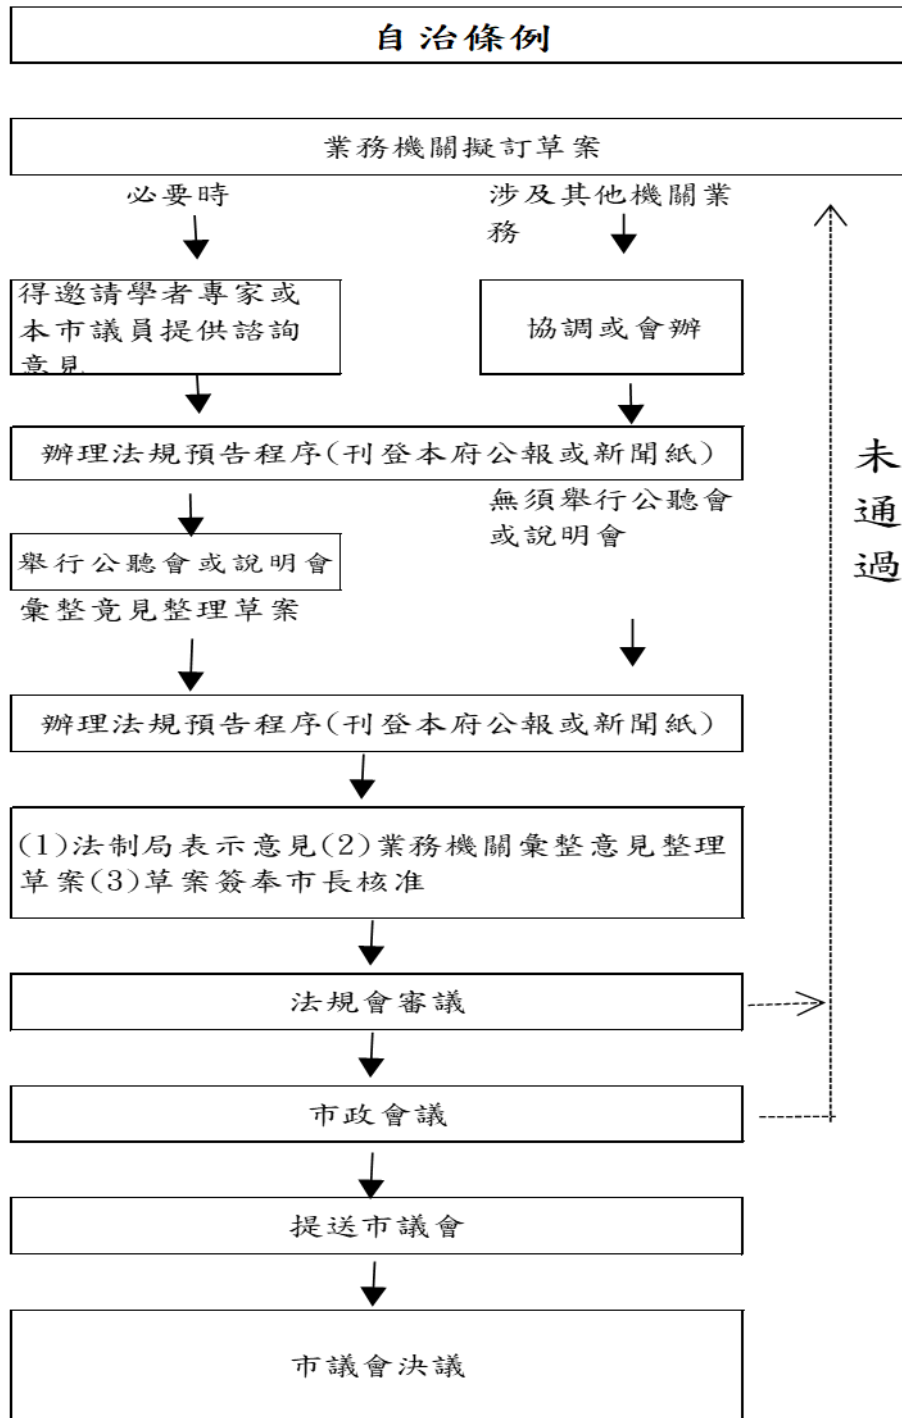 自治條例
業務機關擬訂草案
必要時
涉及其他機關業
務
得邀請學者專家或
本市議員提供諮詢
意見
協調或會辦
辦理法規預告程序(刊登本府公報或新聞紙)
無須舉行公聽會
或說明會
舉行公聽會或說明會
彙整竟見整理草案
辦理法規預告程序(刊登本府公報或新聞紙)
(1)法制局表示意見(2)業務機關彙整意見整理
草案(3)草案簽奉市長核准
法規會審議
市政會議
提送市議會
市議會決議
未
通
過